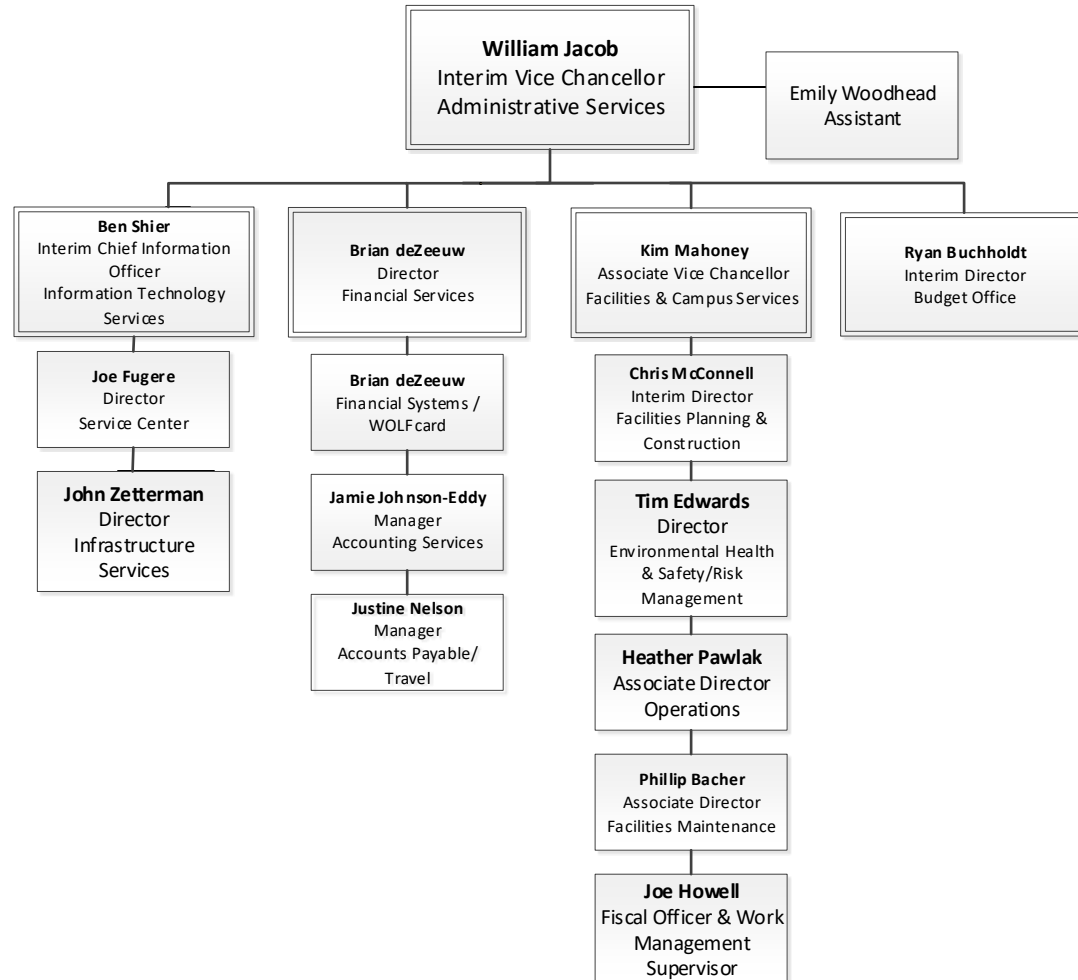 William Jacob
Interim Vice Chancellor
Administrative Services
Emily Woodhead
Assistant
Ben Shier
Interim Chief Information
Officer
Information Technology
Services
Brian deZeeuw
Director
Financial Services
Kim Mahoney
Associate Vice Chancellor
Facilities & Campus Services
Ryan Buchholdt
Interim Director
Budget Office
Joe Fugere
Director
Service Center
John Zetterman
Director
Infrastructure
Services
Brian deZeeuw
Financial Systems /
WOLFcard
Jamie Johnson-Eddy
Manager
Accounting Services
Justine Nelson
Manager
Accounts Payable/
Travel
Chris McConnell
Interim Director
Facilities Planning &
Construction
Tim Edwards
Director
Environmental Health
& Safety/Risk
Management
Heather Pawlak
Associate Director
Operations
Phillip Bacher
Associate Director
Facilities Maintenance
Joe Howell
Fiscal Officer & Work
Management
Supervisor